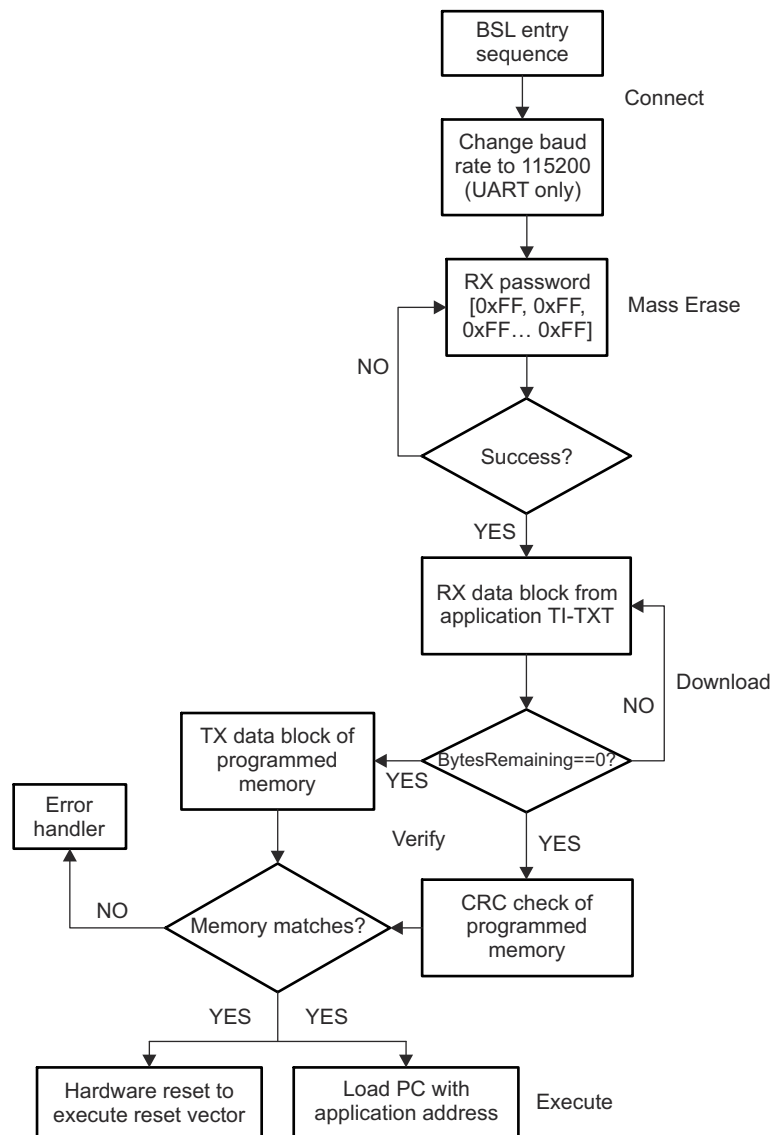 BSL entry
sequence
Connect
Change baud
rate to 115200
(UART only)
RX password
[0xFF, 0xFF,
0xFF… 0xFF]
Mass Erase
NO
Success?
YES
RX data block from
application TI-TXT
Download
NO
TX data block of
programmed
memory
BytesRemaining==0?
YES
Error
handler
Verify
YES
CRC check of
programmed
memory
Memory matches?
NO
YES
YES
Hardware reset to
execute reset vector
Load PC with
application address
Execute